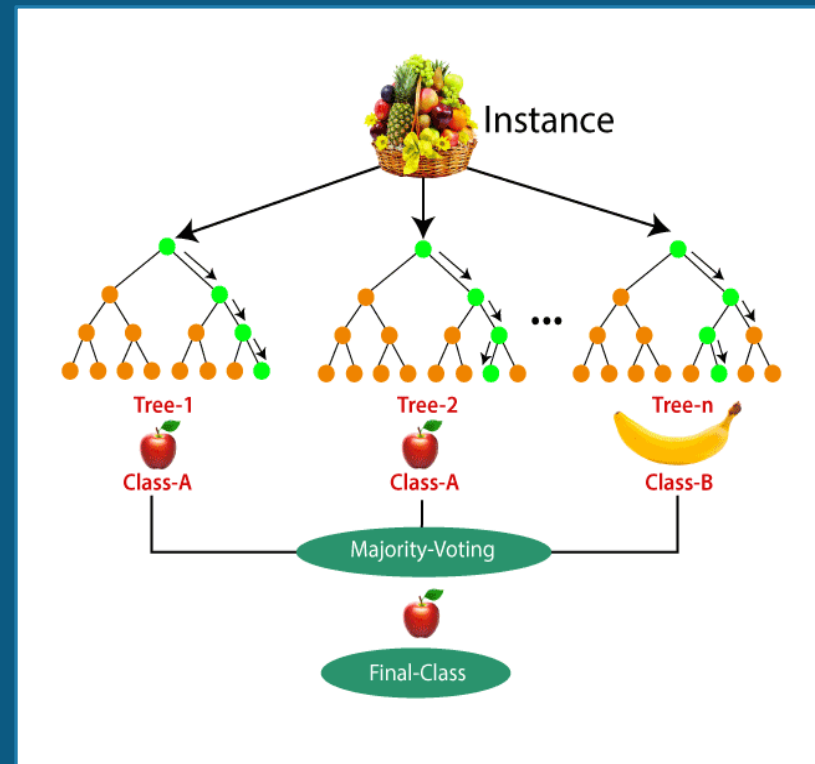 Instance
...
Tree-1
Tree-2
Tree-n
Class-A
Class-A
Class-B
Majority-Voting
Final-Class